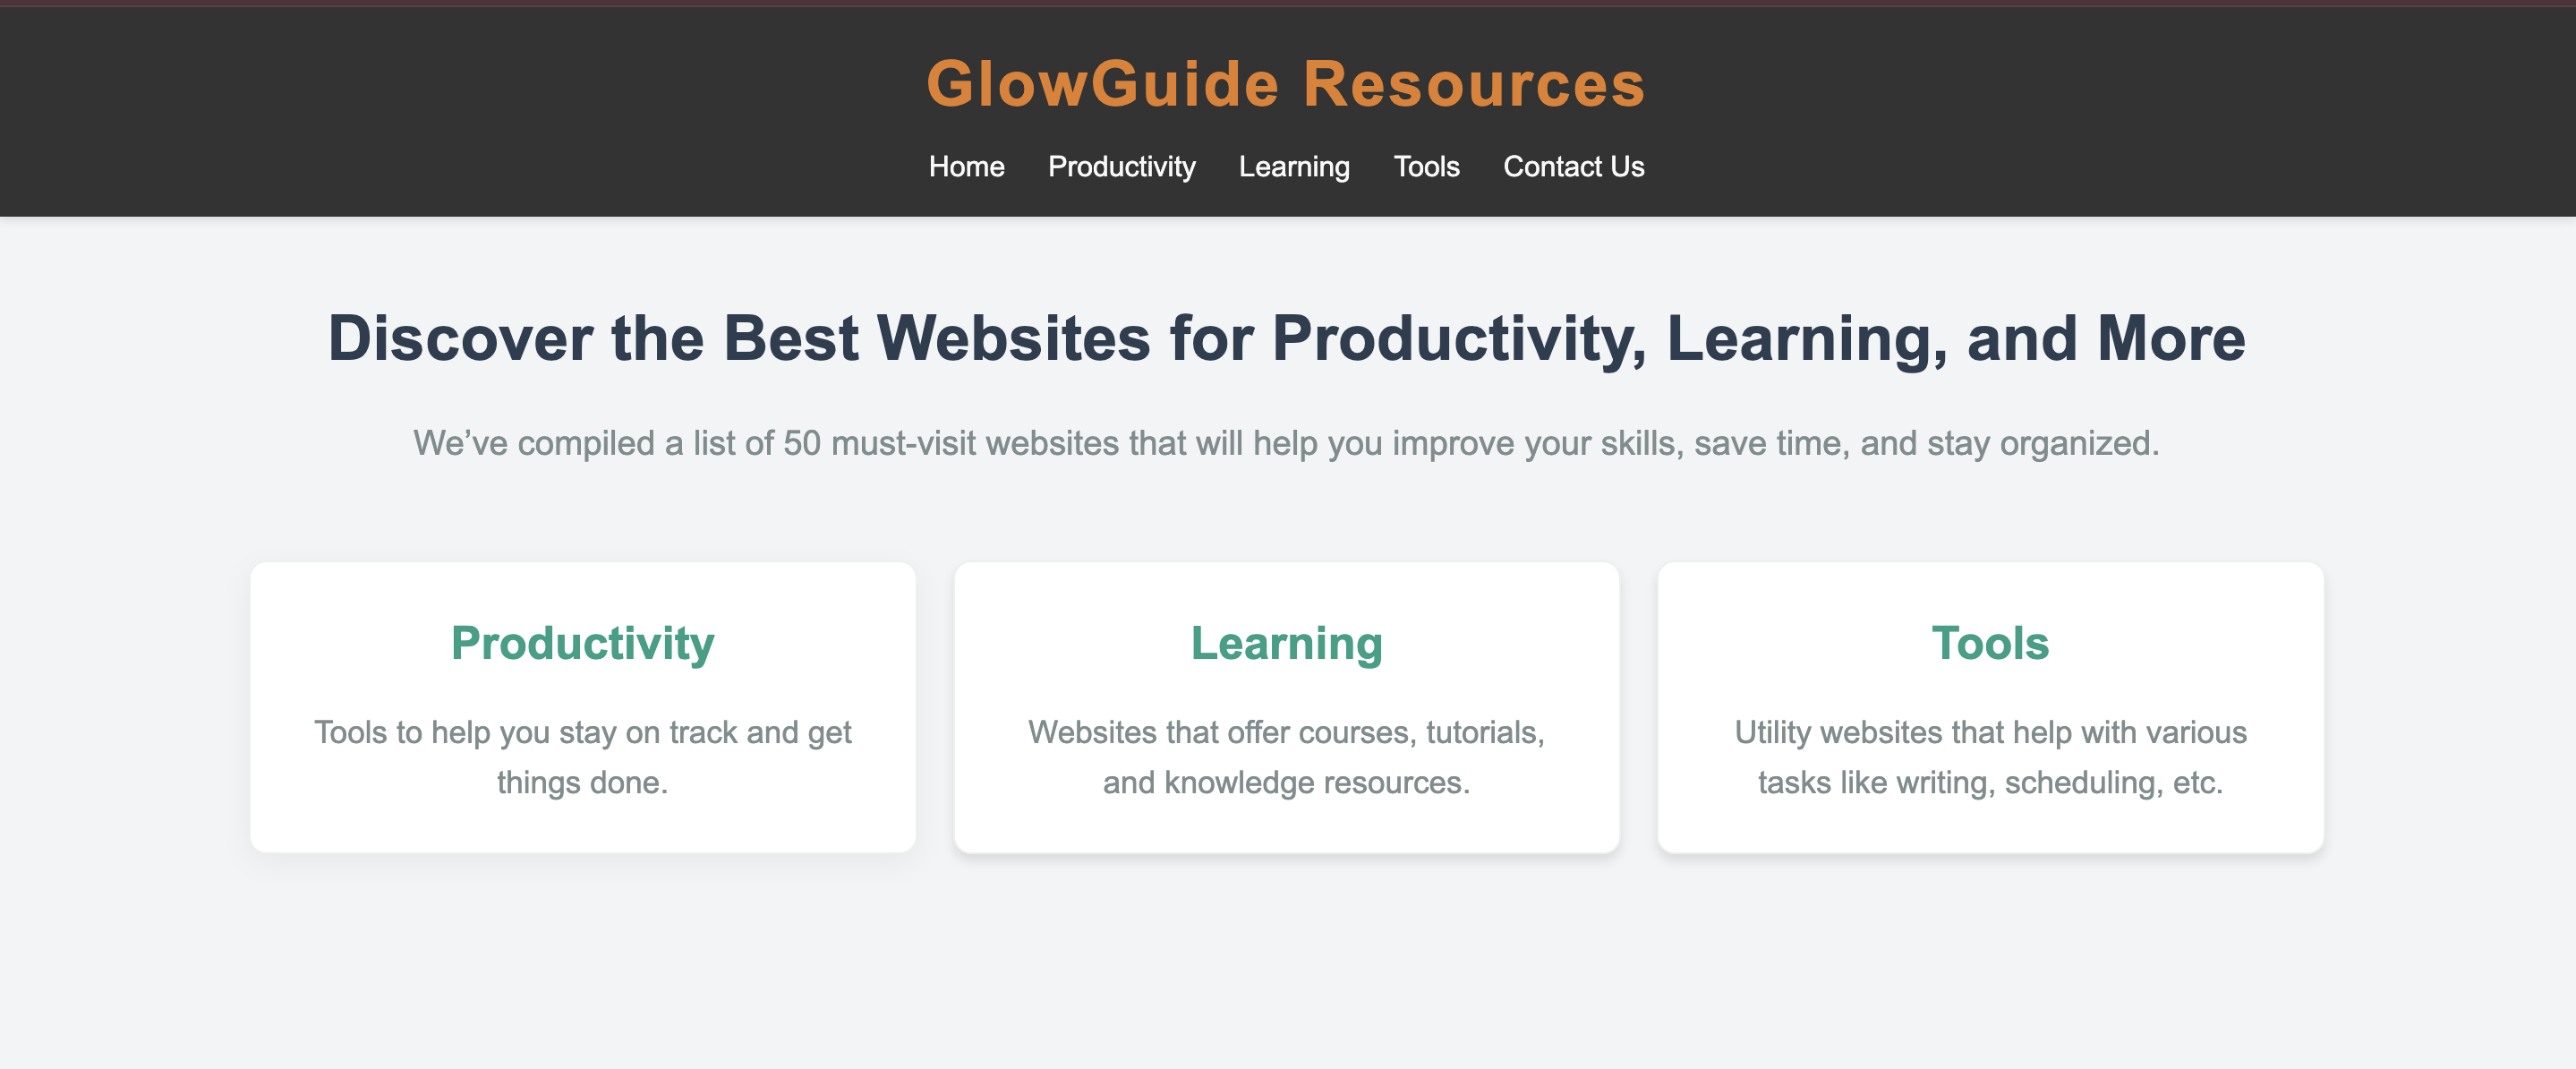 GlowGuide Resources
Home Productivity Learning Tools Contact Us
Discover the Best Websites for Productivity, Learning, and More
We’ve compiled a list of 50 must-visit websites that will help you improve your skills, save time, and stay organized.
Productivity
Tools to help you stay on track and get
things done.
Learning
Websites that offer courses, tutorials,
and knowledge resources.
Tools
Utility websites that help with various
tasks like writing, scheduling, etc.